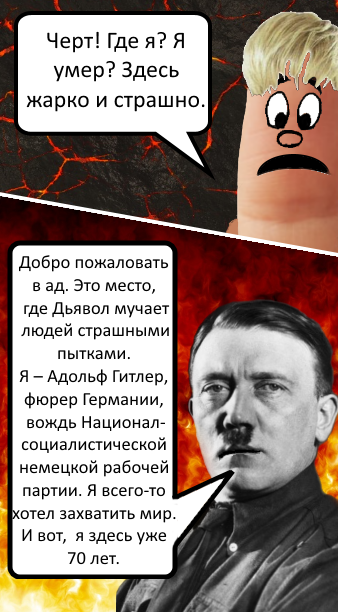 Черт! Где я? Я
умер? Здесь
жарко и страшно.
Добро пожаловать
в ад. Это место,
где Дьявол мучает
людей страшными
пытками.
Я – Адольф Гитлер,
фюрер Германии,
вождь Национал-
социалистической
немецкой рабочей
партии. Я всего-то
хотел захватить мир.
И вот, я здесь уже
70 лет.